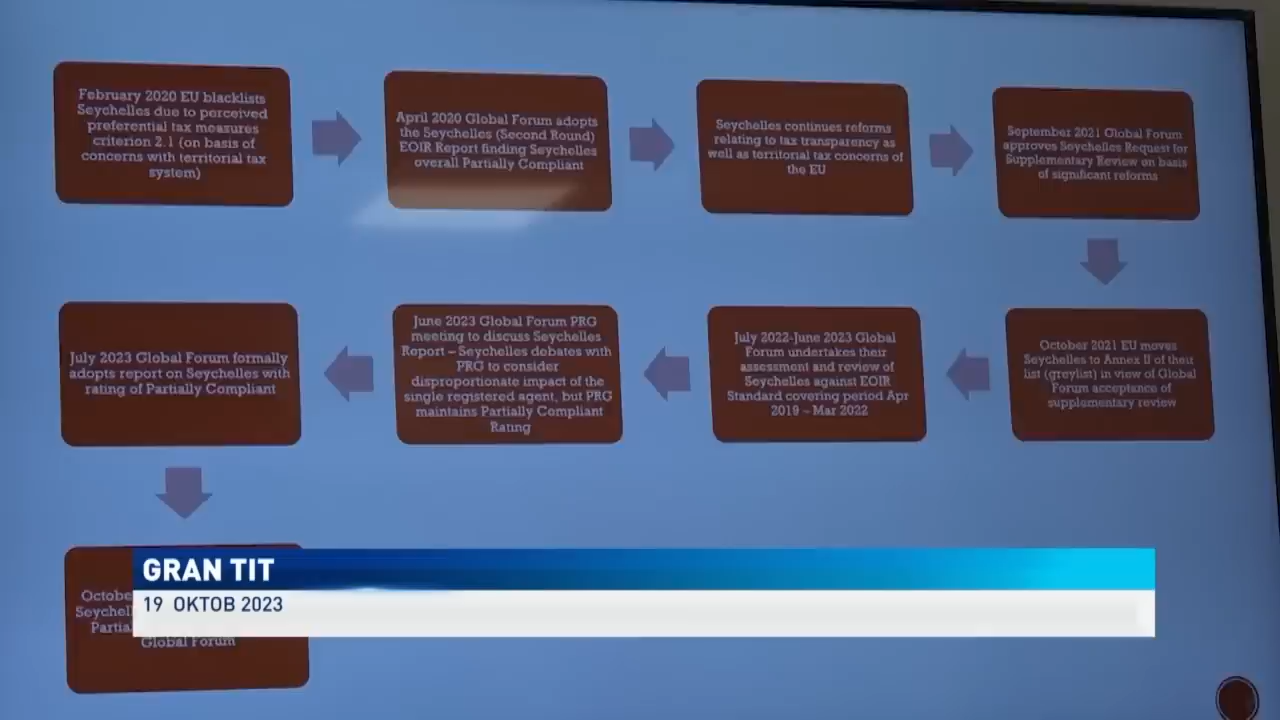 February 2020 EU blacklists
Seychelles due to perceived
preferential tax measures
criterion 2.1 (on basis of
concerns with territorial tax
system)
April 2020 Global Forum adopts
the Seychelles (Second Round)
EOIR Report finding Seychelles
overall Partially Compliant
Seychelles continues reforms
relating to tax transparency as
well as territorial tax concerns of
the EU
September 2021 Global Forum
approves Seychelles Request for
Supplementary Review on basis
of significant reforms
October 2021 EU moves
Seychelles to Annex II of their
list (greylist) in view of Global
Forum acceptance of
supplementary review
July 2022-June 2023 Global
Forum undertakes their
assessment and review of
Seychelles against EOIR
Standard covering period Apr
2019 – Mar 2022
June 2023 Global Forum PRG
meeting to discuss Seychelles
Report – Seychelles debates with
PRG to consider
disproportionate impact of the
single registered agent, but PRG
maintains Partially Compliant
Rating
July 2023 Global Forum formally
adopts report on Seychelles with
rating of Partially Compliant
Global Forum
GRAN TIT
19 OKTOB 2023